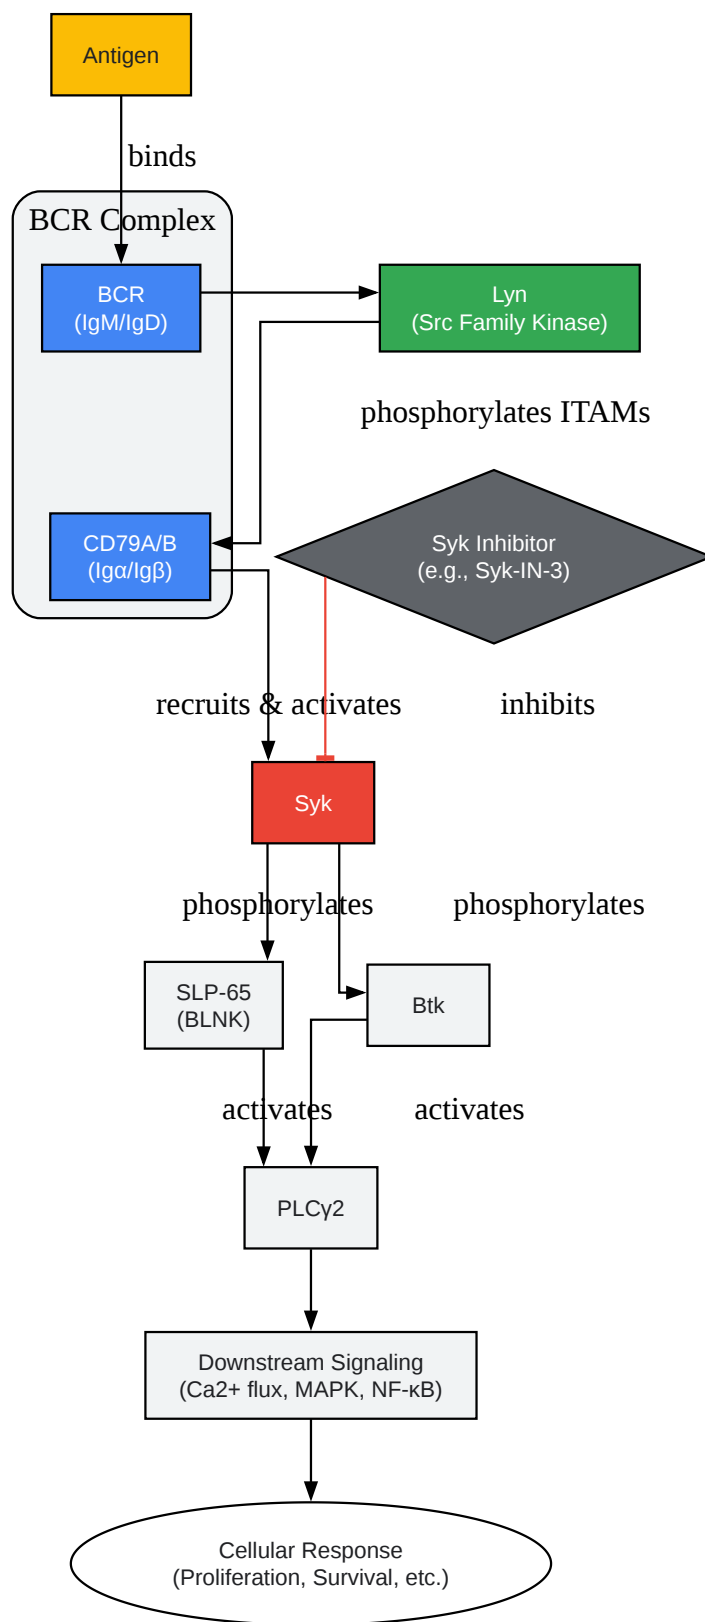 Antigen
binds
BCR Complex
BCR
(IgM/IgD)
Lyn
(Src Family Kinase)
phosphorylates ITAMs
CD79A/B
(Igα/Igβ)
Syk Inhibitor
(e.g., Syk-IN-3)
recruits & activates
inhibits
Syk
phosphorylates
phosphorylates
SLP-65
(BLNK)
Btk
activates
activates
PLCγ2
Downstream Signaling
(Ca2+ flux, MAPK, NF-κB)
Cellular Response
(Proliferation, Survival, etc.)